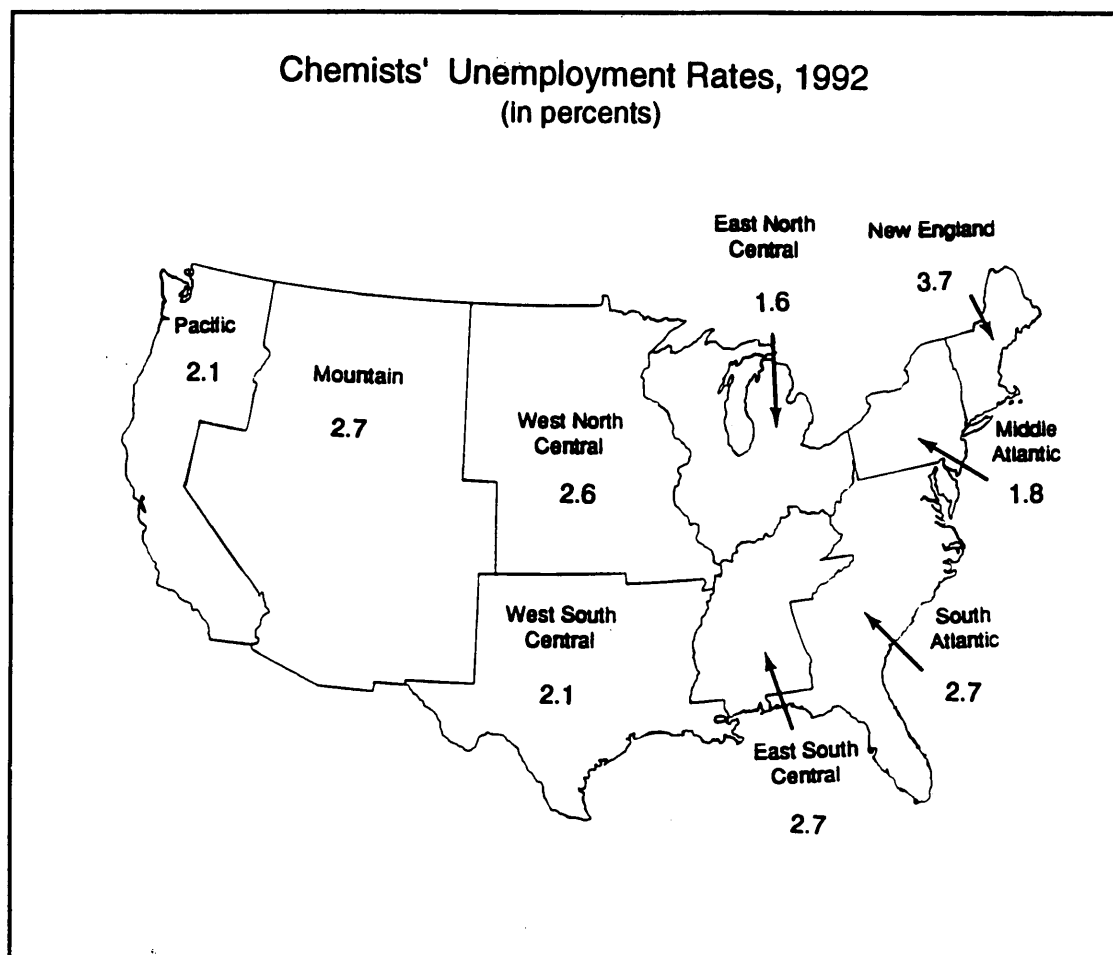 Chemists' Unemployment Rates, 1992
(in percents)
East North
Central
1.6
New England
3.7
Pacific
2.1
Mountain
2.7
West North
Central
2.6
Middle
Atlantic
1.8
West South
Central
2.1
South
Atlantic
2.7
East South
Central
2.7